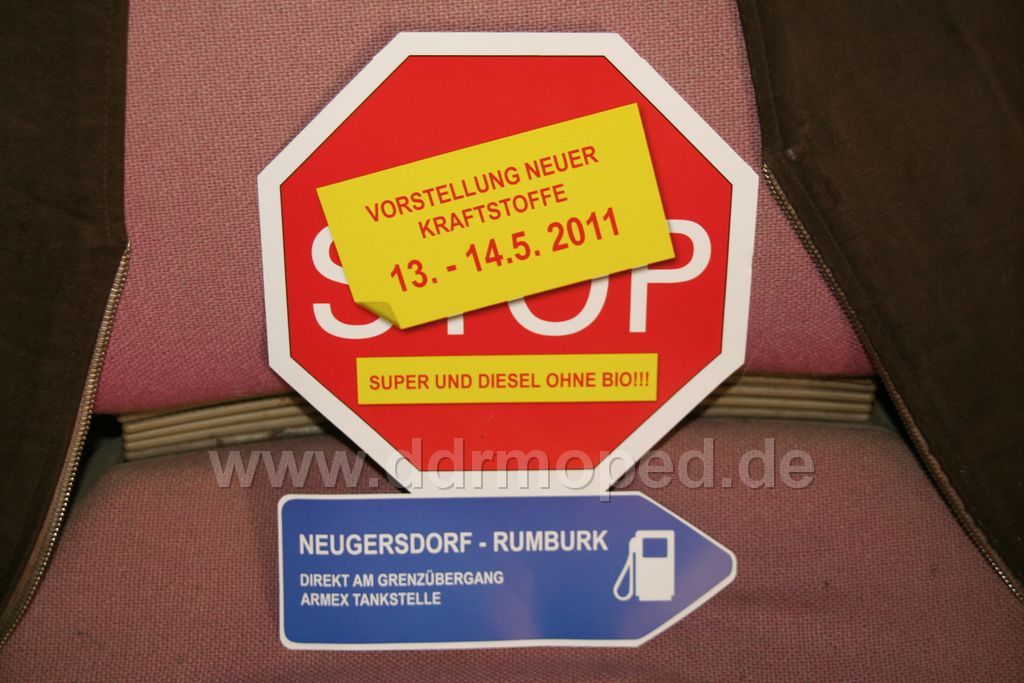 VORSTELLUNG NEUER
KRAFTSTOFFE
13. - 14.5. 2011
STOP
SUPER UND DIESEL OHNE BIO!!!
www.ddrmoped.de
NEUGERSDORF - RUMBURK
DIREKT AM GRENZÜBERGANG
ARMEX TANKSTELLE